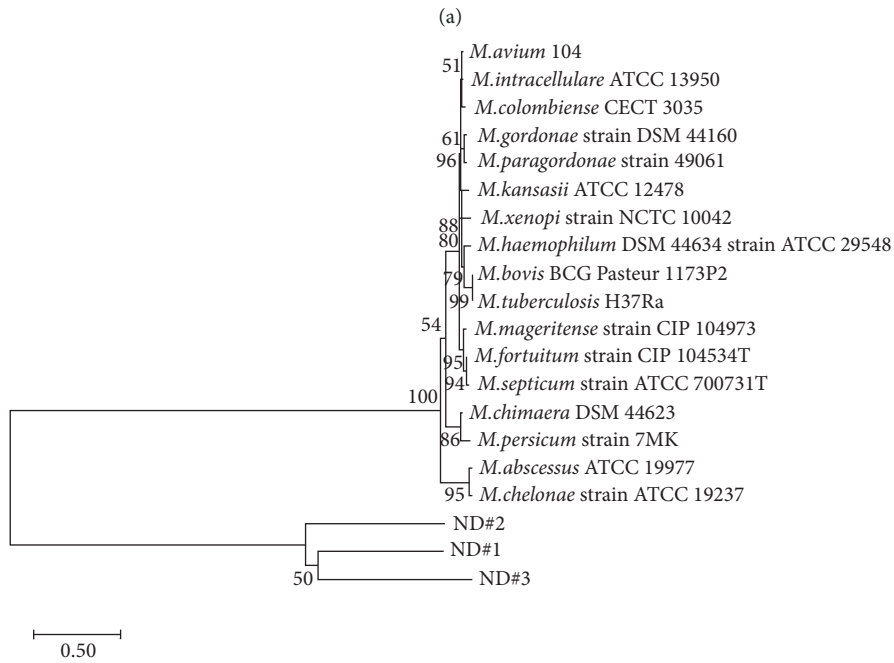 (a)
M.avium 104
51
M.intracellulare ATCC 13950
M.colombiense CECT 3035
M.gordonae strain DSM 44160
61
M.paragordonae strain 49061
96
M.kansasii ATCC 12478
M.xenopi strain NCTC 10042
88
80
M.haemophilum DSM 44634 strain ATCC 29548
M.bovis BCG Pasteur 1173P2
79
M.tuberculosis H37Ra
99
54
M.mageritense strain CIP 104973
M.fortuitum strain CIP 104534T
95
M.septicum strain ATCC 700731T
94
100
M.chimaera DSM 44623
M.persicum strain 7MK
86
M.abscessus ATCC 19977
M.chelonae strain ATCC 19237
95
ND#2
ND#1
ND#3
50
0.50